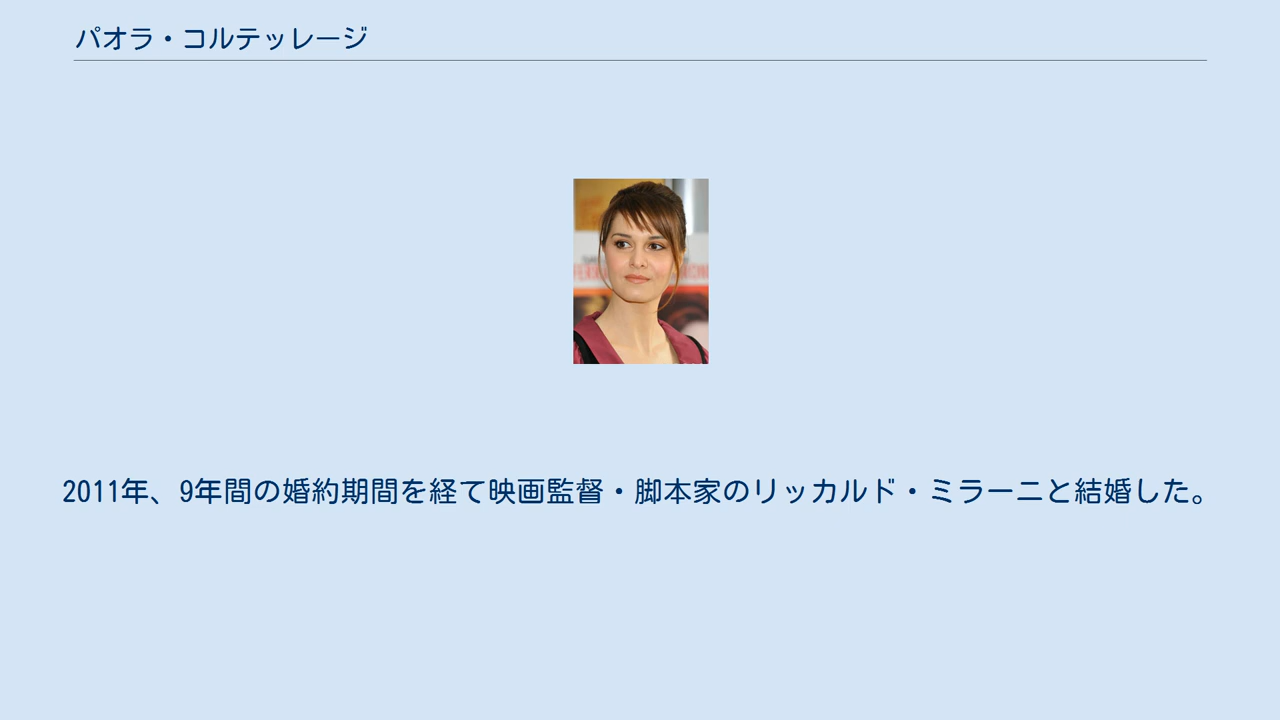 パオラ・コルテッレージ
2011年、9年間の婚約期間を経て映画監督・脚本家のリッカルド・ミラーニと結婚した。